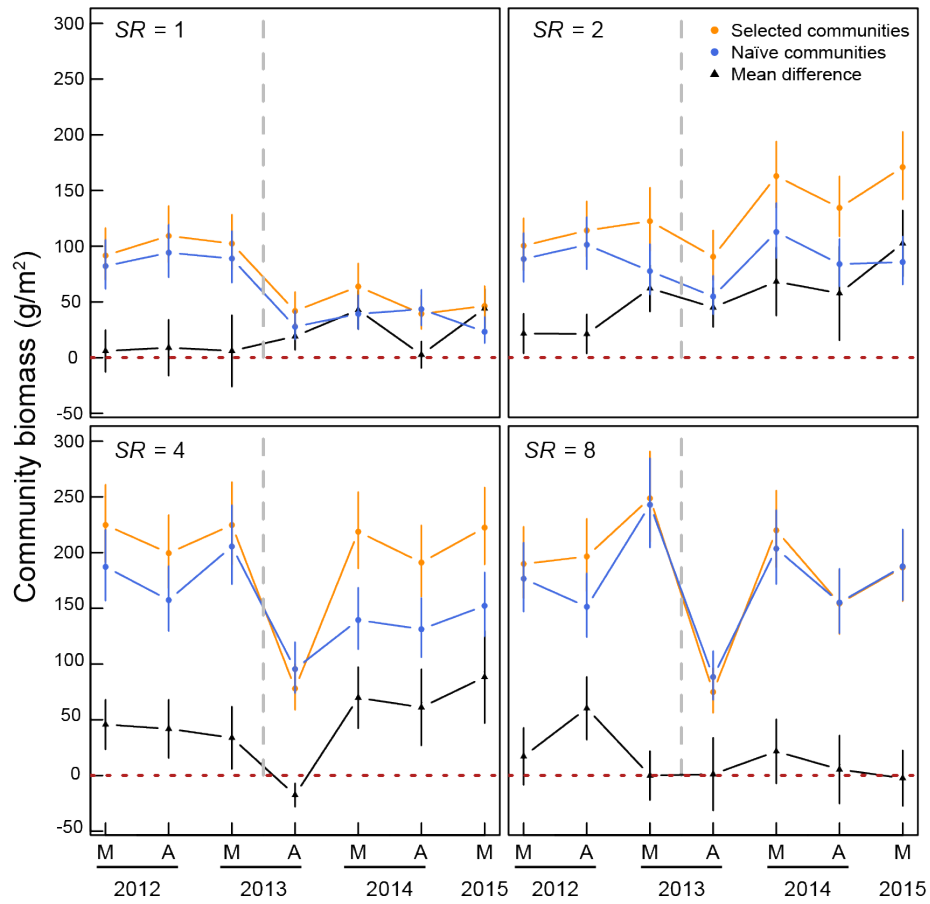 Community biomass (g/m²)
SR = 1
300
250
200
150
100
50
0
-50
SR = 2
Selected communities
Naïve communities
Mean difference
SR = 4
300
250
200
150
100
50
0
-50
SR = 8
M A M A M A M
2012 2013 2014 2015
M A M A M A M
2012 2013 2014 2015